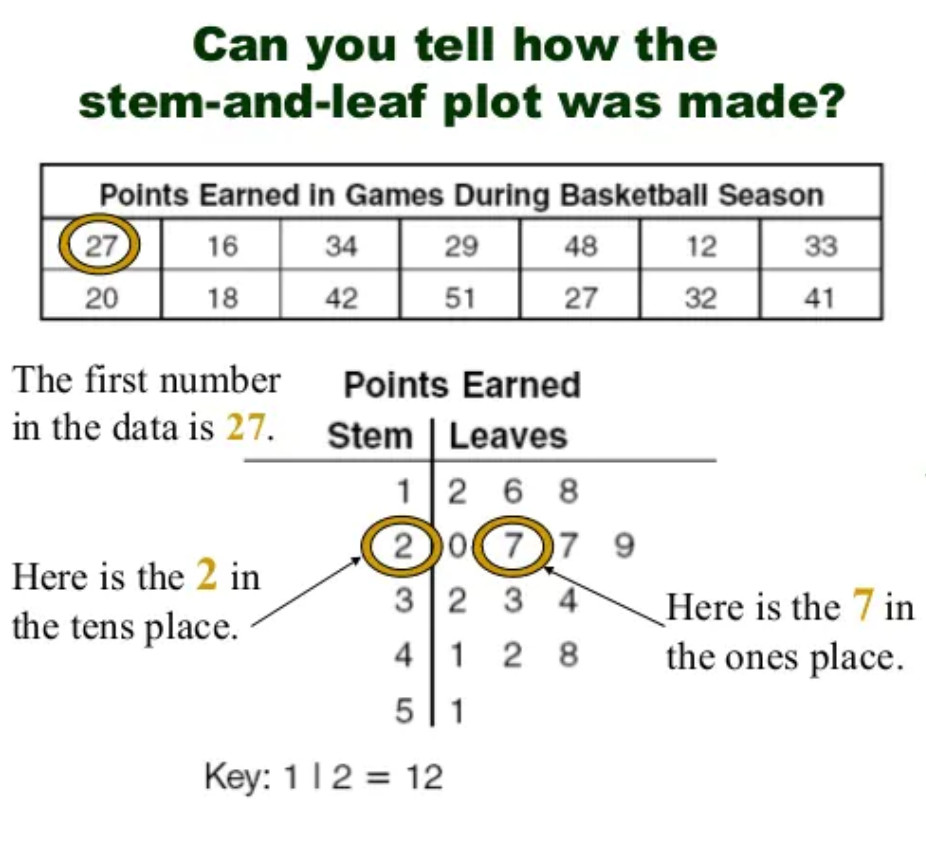 Can you tell how the
stem-and-leaf plot was made?
Points Earned in Games During Basketball Season
27 16 34 29 48 12 33
20 18 42 51 27 32 41
The first number
in the data is 27.
Points Earned
Stem | Leaves
1 | 2 6 8
2 | 0 7 7 9
3 | 2 3 4
4 | 1 2 8
5 | 1
Here is the 2 in
the tens place.
Here is the 7 in
the ones place.
Key: 1 | 2 = 12